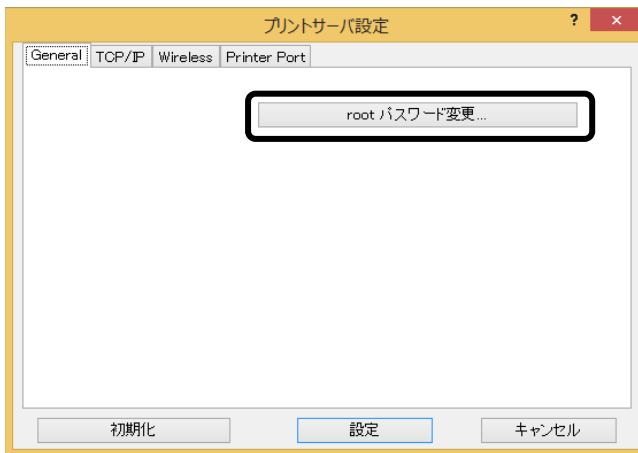 プリントサーバ設定
? ×
General TCP/IP Wireless Printer Port
root パスワード変更...
初期化 設定 キャンセル